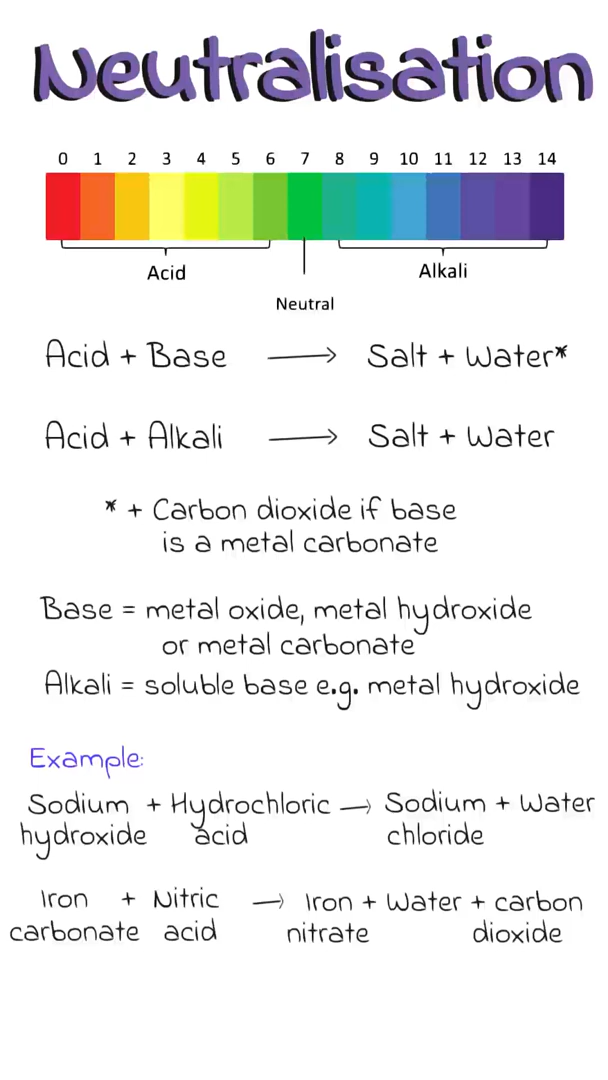 Neutralisation
0 1 2 3 4 5 6 7 8 9 10 11 12 13 14
Acid
Alkali
Neutral
Acid + Base → Salt + Water*
Acid + Alkali → Salt + Water
* + Carbon dioxide if base
is a metal carbonate
Base = metal oxide, metal hydroxide
or metal carbonate
Alkali = soluble base e.g. metal hydroxide
Example:
Sodium + Hydrochloric → Sodium + Water
hydroxide acid chloride
Iron + Nitric → Iron + Water + carbon
carbonate acid nitrate dioxide